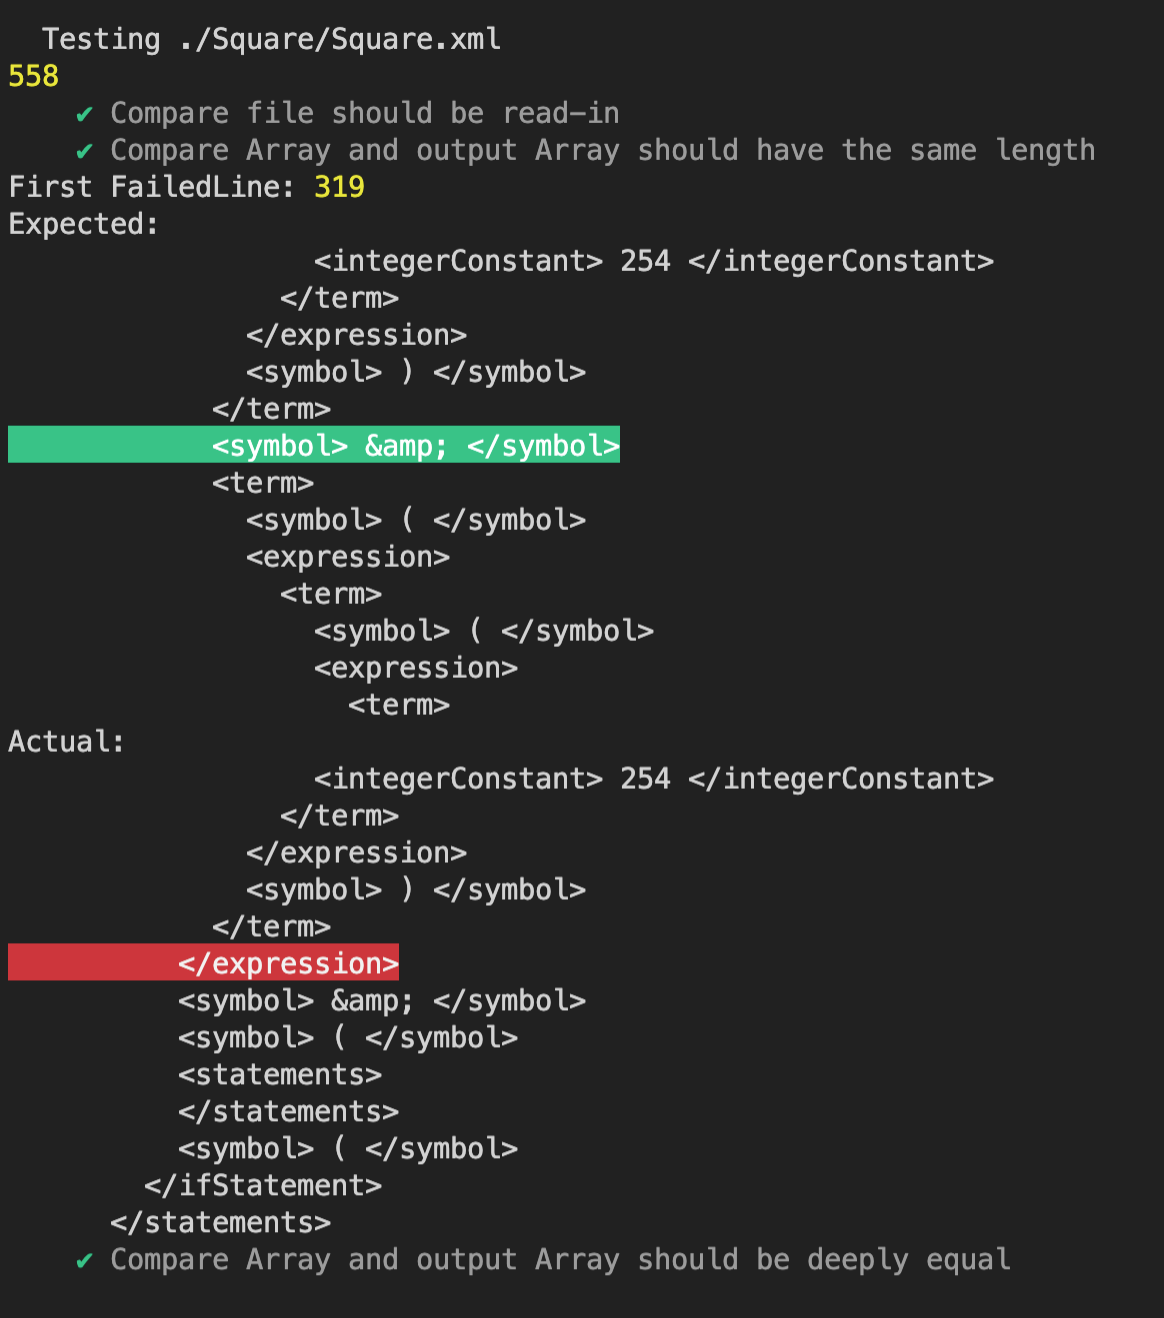 Testing ./Square/Square.xml
558
✔ Compare file should be read-in
✔ Compare Array and output Array should have the same length
First FailedLine: 319
Expected:
<integerConstant> 254 </integerConstant>
</term>
</expression>
<symbol> ) </symbol>
</term>
<symbol> &amp; </symbol>
<term>
<symbol> ( </symbol>
<expression>
<term>
<symbol> ( </symbol>
<expression>
<term>
Actual:
<integerConstant> 254 </integerConstant>
</term>
</expression>
<symbol> ) </symbol>
</term>
</expression>
<symbol> &amp; </symbol>
<symbol> ( </symbol>
<statements>
</statements>
<symbol> ( </symbol>
</ifStatement>
</statements>
✔ Compare Array and output Array should be deeply equal